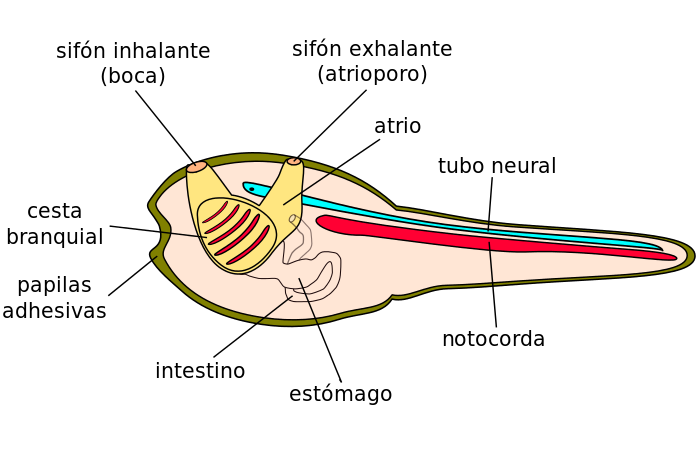 sifón inhalante
(boca)
sifón exhalante
(atrioporo)
atrio
tubo neural
cesta
branquial
papilas
adhesivas
notocorda
intestino
estómago